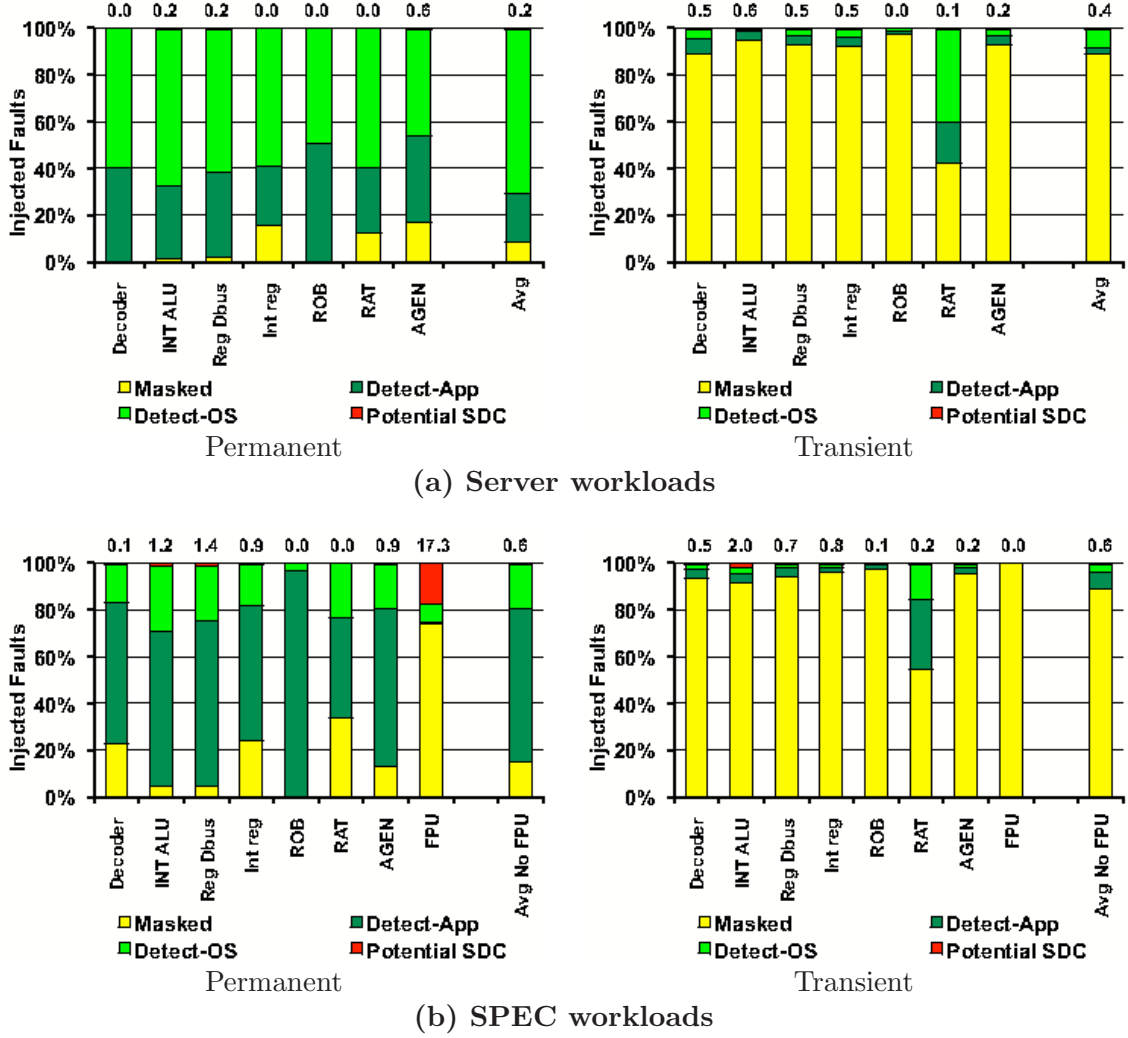 0.0 0.2 0.2 0.0 0.0 0.0 0.6 0.2
100%
80%
60%
40%
20%
0%
Injected Faults
Decoder
INT ALU
Reg Dbus
Int reg
ROB
RAT
AGEN
Avg
Masked
Detect-App
Detect-OS
Potential SDC
Permanent
0.5 0.6 0.5 0.5 0.0 0.1 0.2 0.4
100%
80%
60%
40%
20%
0%
Injected Faults
Decoder
INT ALU
Reg Dbus
Int reg
ROB
RAT
AGEN
Avg
Masked
Detect-App
Detect-OS
Potential SDC
Transient
(a) Server workloads
0.1 1.2 1.4 0.9 0.0 0.0 0.9 17.3 0.6
100%
80%
60%
40%
20%
0%
Injected Faults
Decoder
INT ALU
Reg Dbus
Int reg
ROB
RAT
AGEN
FPU
Avg No FPU
Masked
Detect-App
Detect-OS
Potential SDC
Permanent
0.5 2.0 0.7 0.8 0.1 0.2 0.2 0.0 0.6
100%
80%
60%
40%
20%
0%
Injected Faults
Decoder
INT ALU
Reg Dbus
Int reg
ROB
RAT
AGEN
FPU
Avg No FPU
Masked
Detect-App
Detect-OS
Potential SDC
Transient
(b) SPEC workloads